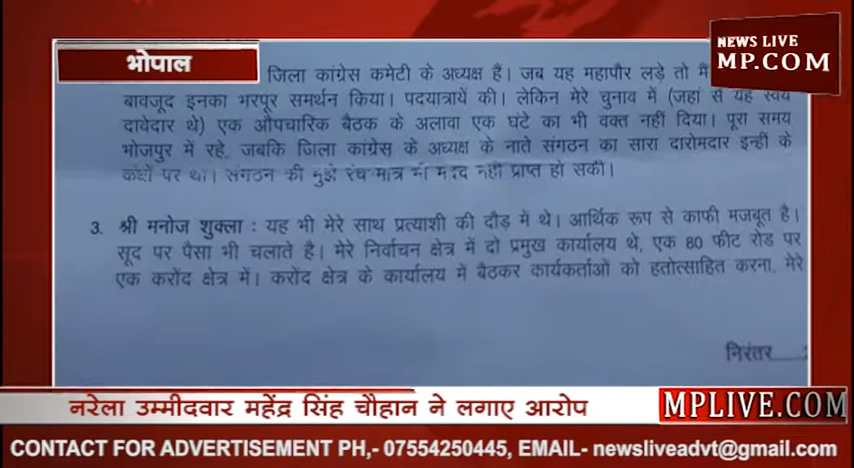 NEWS LIVE
MP.COM
भोपाल
जिला कांग्रेस कमेटी के अध्यक्ष हैं। जब यह महापौर लड़े तो मैं
बावजूद इनका भरपूर समर्थन किया। पदयात्रायें की। लेकिन मेरे चुनाव में (जहां से यह स्वयं
दावेदार थे) एक औपचारिक बैठक के अलावा एक घंटे का भी वक्त नहीं दिया। पूरा समय
भोजपुर में रहे, जबकि जिला कांग्रेस के अध्यक्ष के नाते संगठन का सारा दारोमदार इन्हीं के
कंधों पर था। संगठन की मुझे रंच मात्र भी मदद नहीं प्राप्त हो सकी।
3. श्री मनोज शुक्ला : यह भी मेरे साथ प्रत्याशी की दौड़ में थे। आर्थिक रूप से काफी मजबूत है।
सूद पर पैसा भी चलाते है। मेरे निर्वाचन क्षेत्र में दो प्रमुख कार्यालय थे, एक 80 फीट रोड पर
एक करोंद क्षेत्र में। करोंद क्षेत्र के कार्यालय में बैठकर कार्यकर्ताओं को हतोत्साहित करना, मेरे
निरंतर.....
नरेला उम्मीदवार महेंद्र सिंह चौहान ने लगाए आरोप
MPLIVE.COM
CONTACT FOR ADVERTISEMENT PH,- 07554250445, EMAIL- newsliveadvt@gmail.com